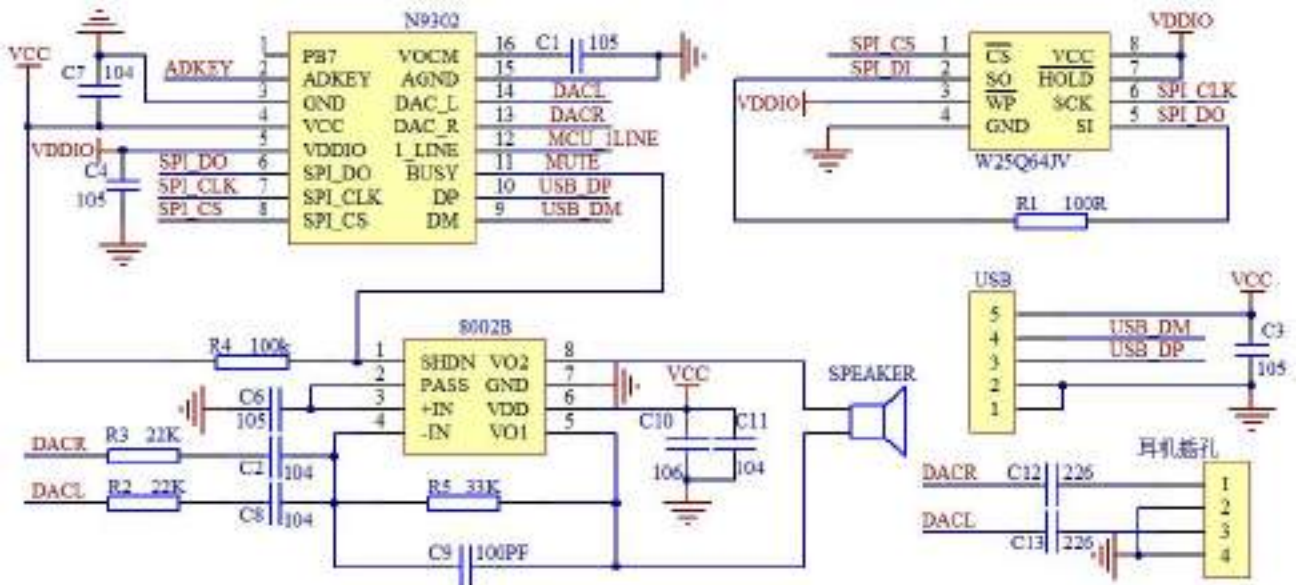 N9302
VCC
C7
104
ADKEY
VDDIO
C4
105
SPI_DO
SPI_CLK
SPI_CS
1
2
3
4
5
6
7
8
PB7
ADKEY
GND
VCC
VDDIO
SPI_DO
SPI_CLK
SPI_CS
VOCM
AGND
DAC_L
DAC_R
1_LINE
BUSY
DP
DM
16
15
14
13
12
11
10
9
C1
105
DACL
DACR
MCU_1LINE
MUTE
USB_DP
USB_DM
SPI_CS
SPI_DI
VDDIO
1
2
3
4
CS
SO
WP
GND
VCC
HOLD
SCK
SI
8
7
6
5
VDDIO
SPI_CLK
SPI_DO
W25Q64JV
R1
100R
8002B
R4
100k
1
2
3
4
SHDN
PASS
+IN
-IN
VO2
GND
VDD
VO1
8
7
6
5
C6
105
DACR
R3
22K
C2
104
DACL
R2
22K
C8
104
R5
33K
C9
100PF
VCC
C10
106
C11
104
SPEAKER
USB
5
4
3
2
1
USB_DM
USB_DP
VCC
C3
105
耳机插孔
DACR
C12
226
DACL
C13
226
1
2
3
4